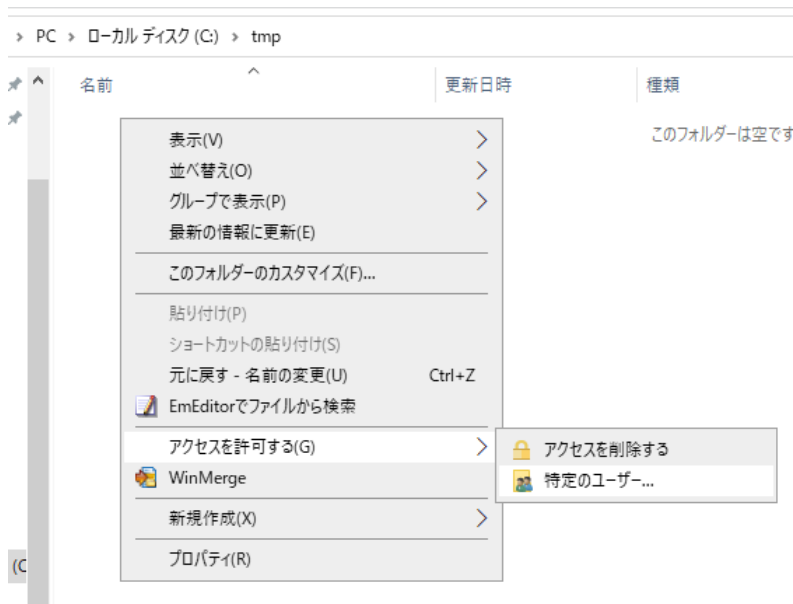 PC ローカル ディスク (C:) tmp
名前 更新日時 種類
このフォルダーは空です
表示(V)
並べ替え(O)
グループで表示(P)
最新の情報に更新(E)
このフォルダーのカスタマイズ(F)...
貼り付け(P)
ショートカットの貼り付け(S)
元に戻す - 名前の変更(U) Ctrl+Z
EmEditorでファイルから検索
アクセスを許可する(G)
アクセスを削除する
特定のユーザー...
WinMerge
新規作成(X)
プロパティ(R)
(C